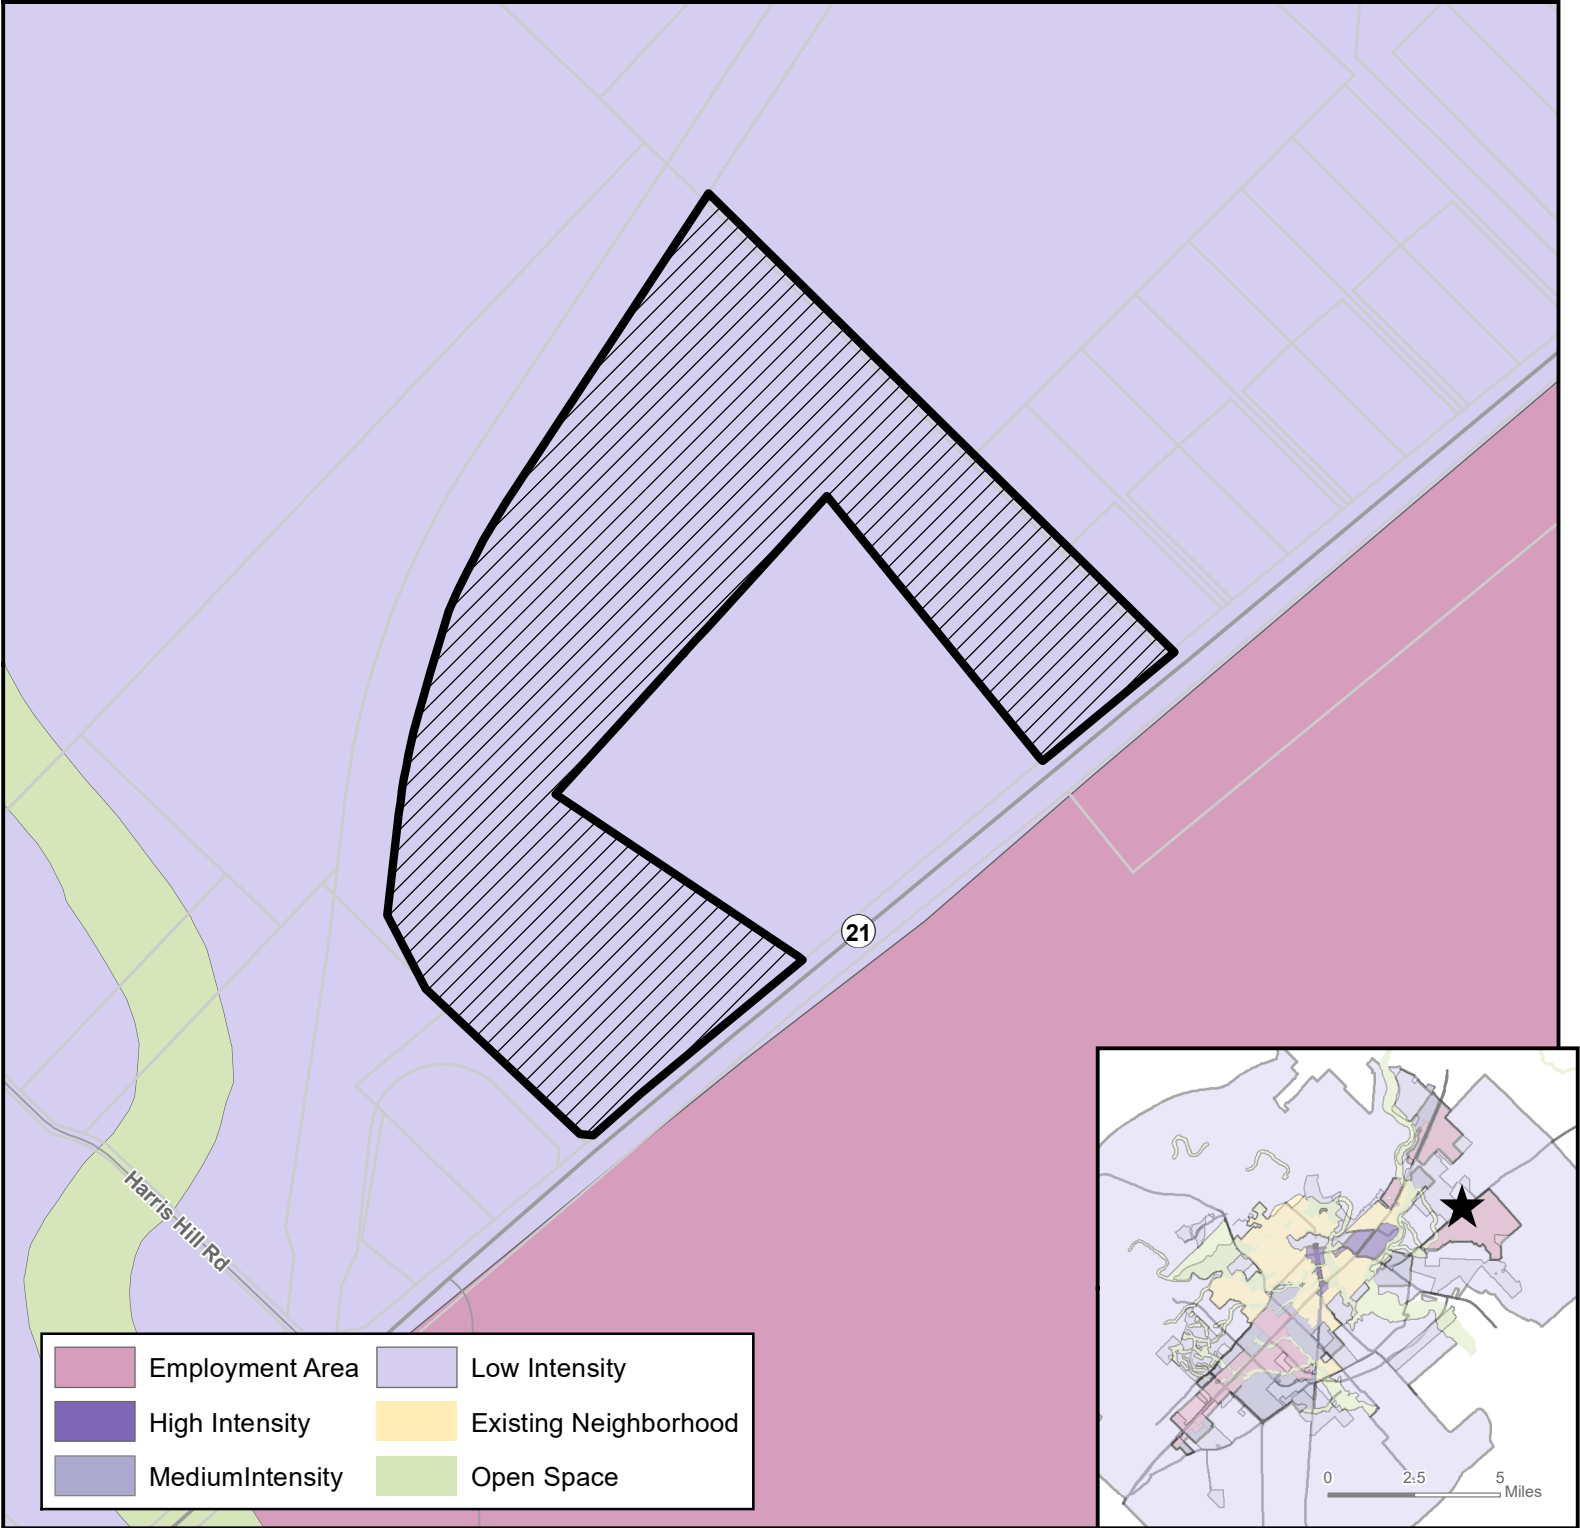 21
Harris Hill Rd
Employment Area
Low Intensity
High Intensity
Existing Neighborhood
MediumIntensity
Open Space
0 2.5 5
Miles